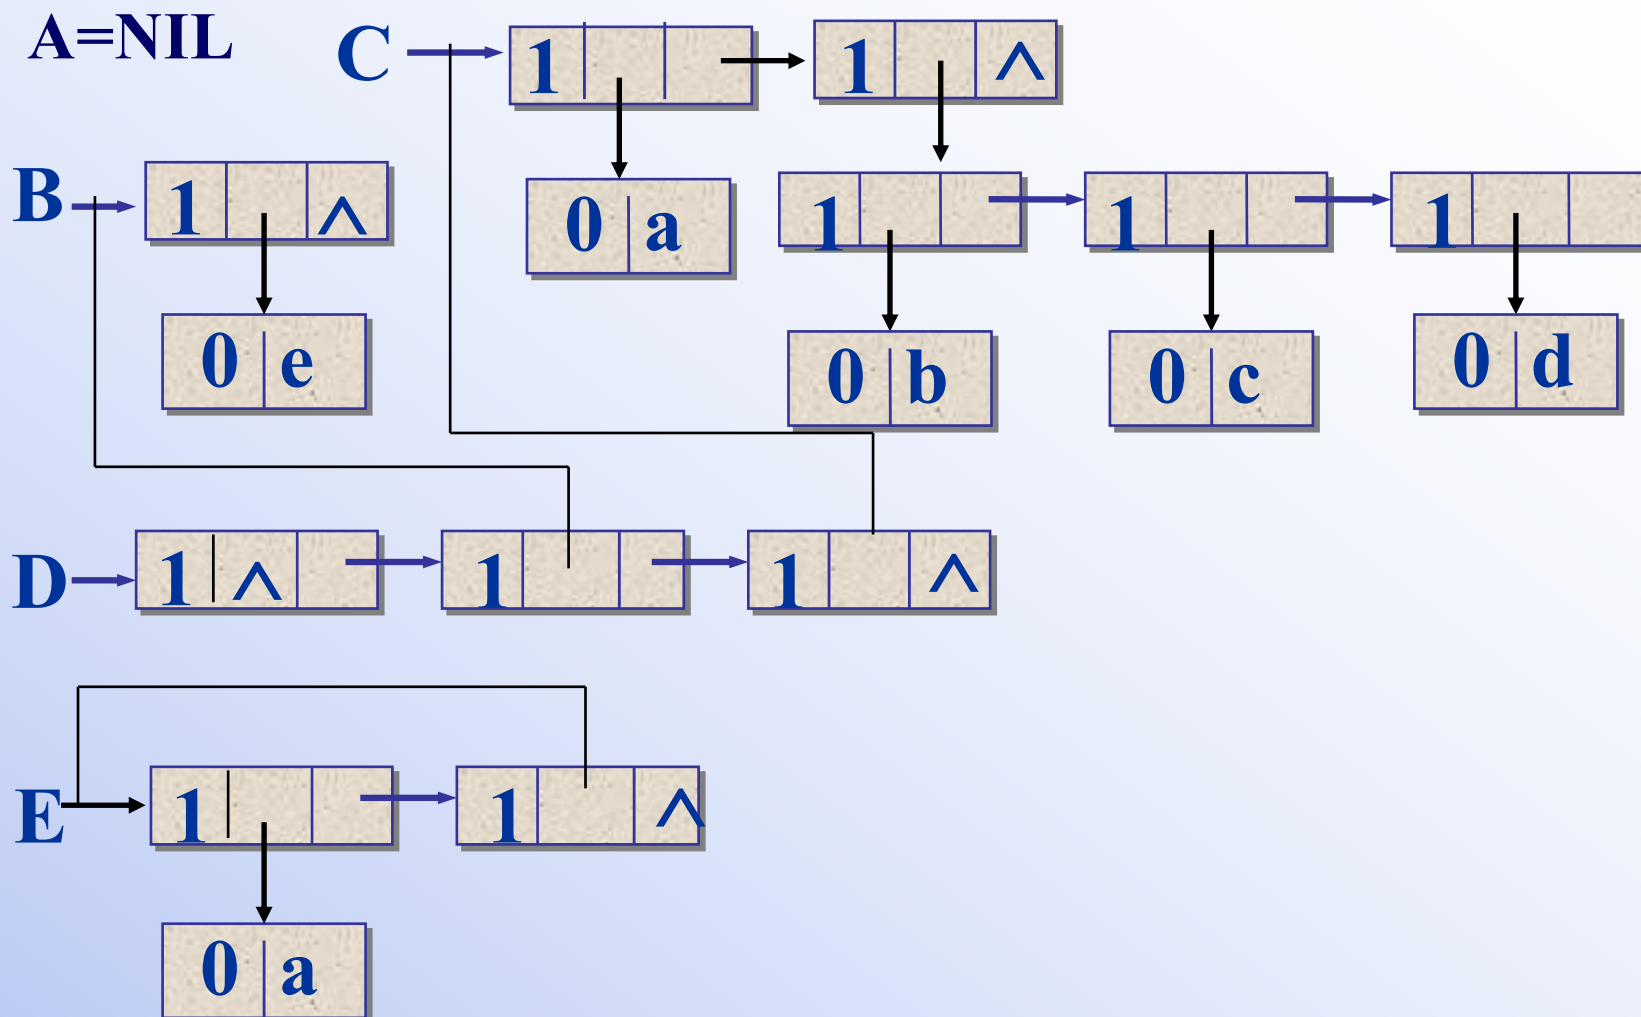 A=NIL
C 1 1 ^
B 1 ^
0 a
1 1 1
0 e
0 b 0 c 0 d
D 1 ^ 1 1 ^
E 1 1 ^
0 a